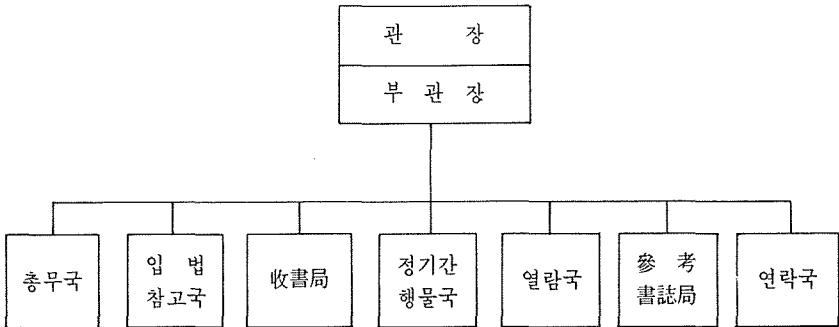 관 장
부 관 장
총무국
입 법
참고국
收書局
정기간
행물국
열람국
參 考
書誌局
연락국